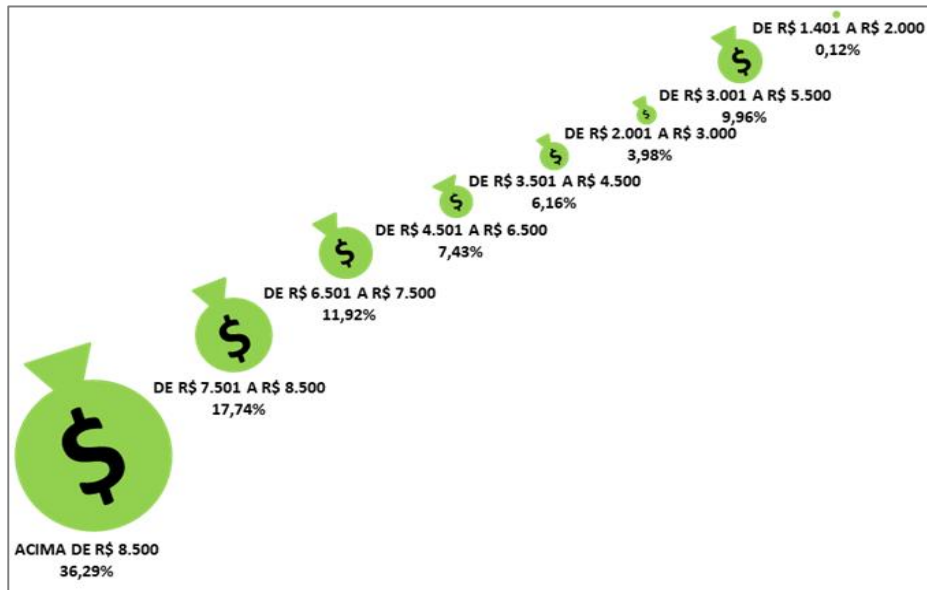 DE R$ 1.401 A R$ 2.000
0,12%
$
DE R$ 3.001 A R$ 5.500
9,96%
$
DE R$ 2.001 A R$ 3.000
3,98%
$
DE R$ 3.501 A R$ 4.500
6,16%
$
DE R$ 4.501 A R$ 6.500
7,43%
$
DE R$ 6.501 A R$ 7.500
11,92%
$
DE R$ 7.501 A R$ 8.500
17,74%
$
ACIMA DE R$ 8.500
36,29%